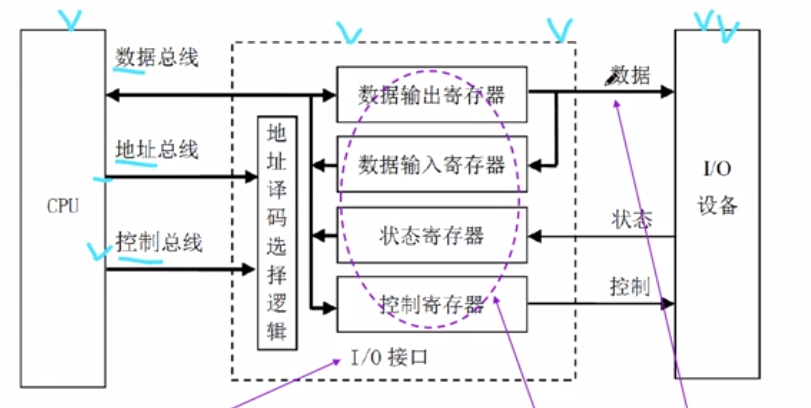 数据总线
地址总线
控制总线
CPU
地址译码选择逻辑
数据输出寄存器
数据输入寄存器
状态寄存器
控制寄存器
I/O 接口
数据
状态
控制
I/O
设备